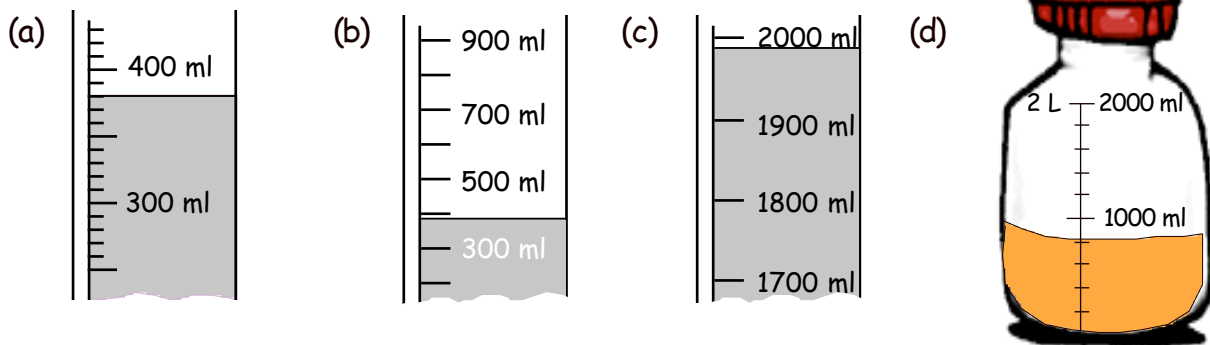 (a)
400 ml
300 ml
(b)
900 ml
700 ml
500 ml
300 ml
(c)
2000 ml
1900 ml
1800 ml
1700 ml
(d)
2 L 2000 ml
1000 ml